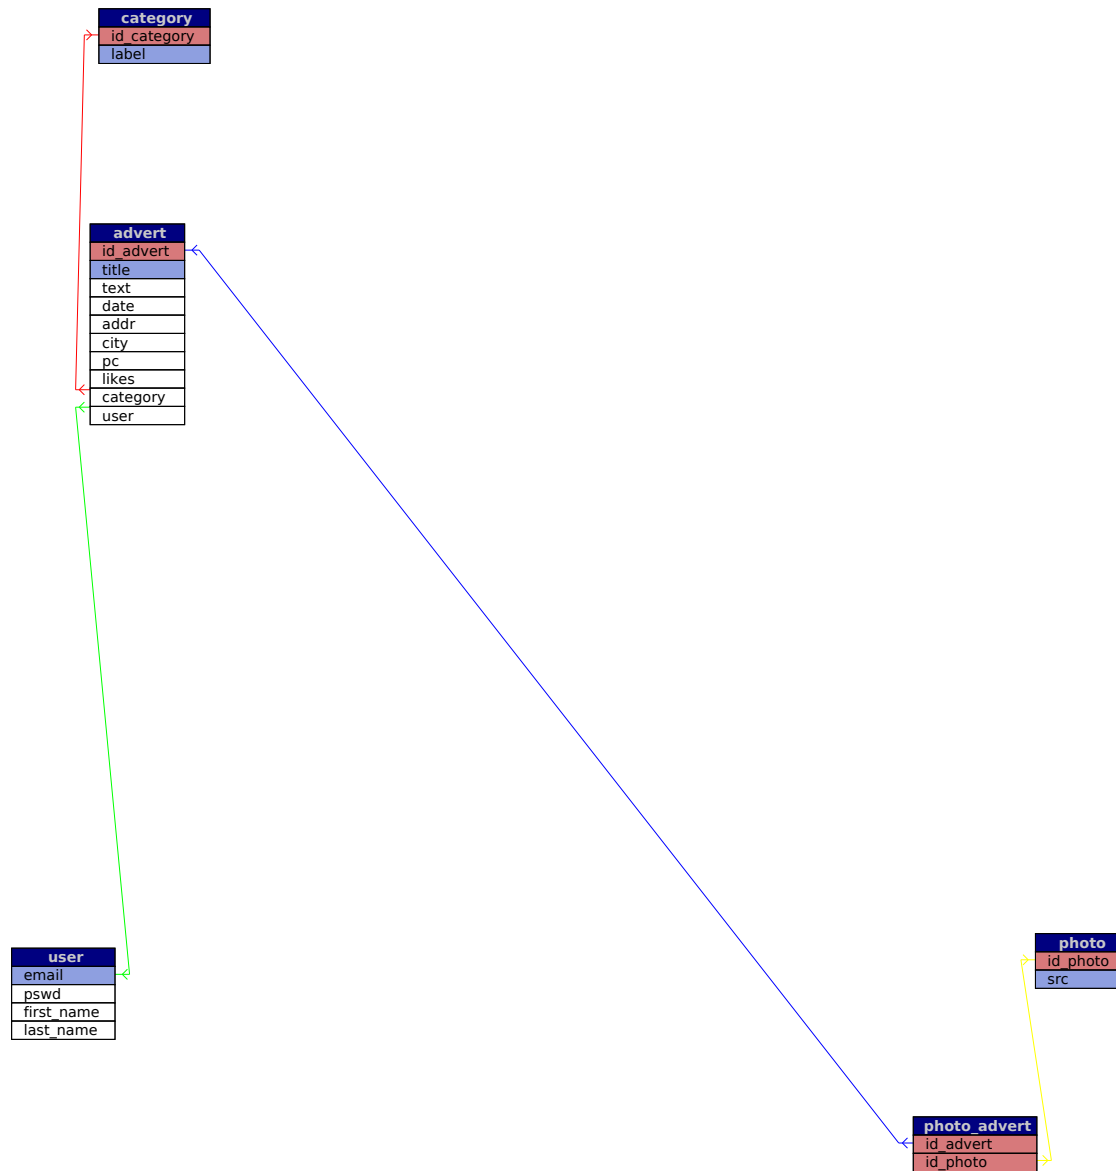 category
id_category
label
advert
id_advert
title
text
date
addr
city
pc
likes
category
user
user
email
pswd
first_name
last_name
photo
id_photo
src
photo_advert
id_advert
id_photo